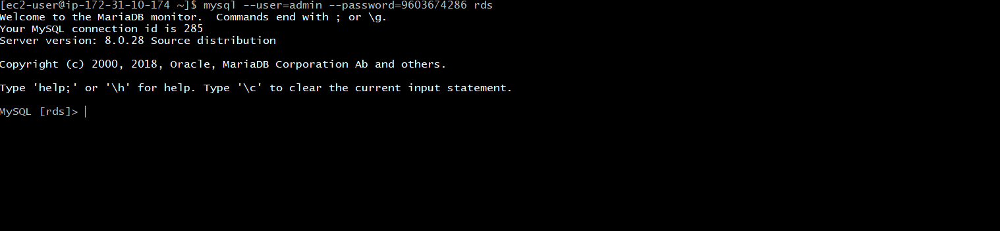 [ec2-user@ip-172-31-10-174 ~]$ mysql --user=admin --password=9603674286 rds
Welcome to the MariaDB monitor.  Commands end with ; or \g.
Your MySQL connection id is 285
Server version: 8.0.28 Source distribution
Copyright (c) 2000, 2018, Oracle, MariaDB Corporation Ab and others.
Type 'help;' or '\h' for help. Type '\c' to clear the current input statement.
MySQL [rds]>